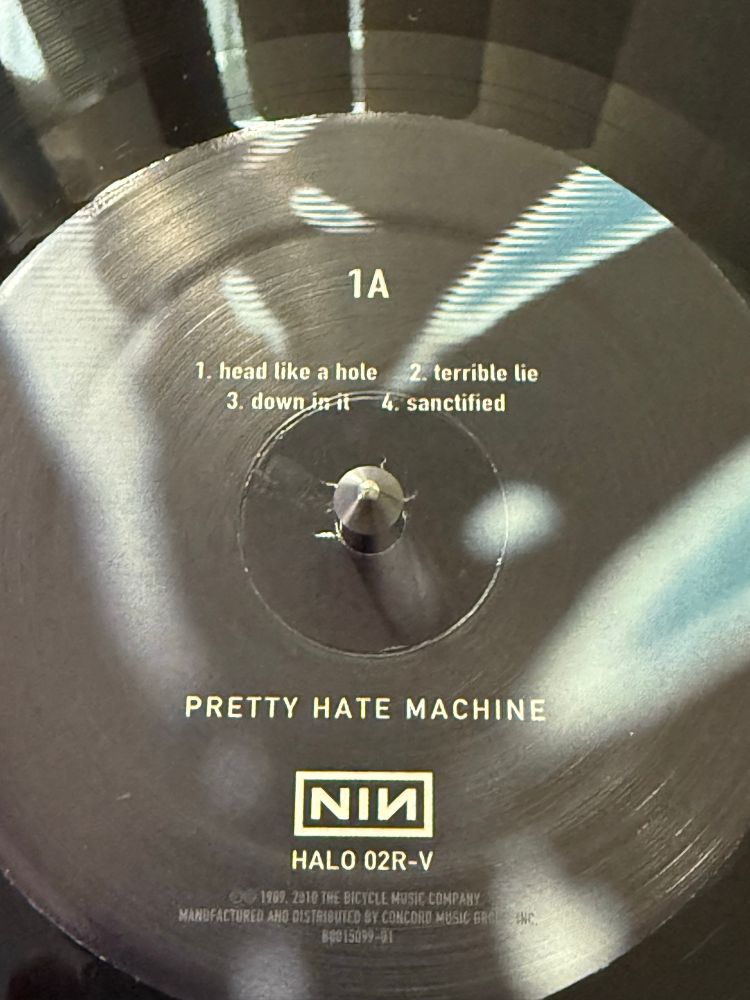 1A
1. head like a hole 2. terrible lie
3. down in it 4. sanctified
PRETTY HATE MACHINE
NIИ
HALO 02R-V
℗© 1989, 2010 THE BICYCLE MUSIC COMPANY
MANUFACTURED AND DISTRIBUTED BY CONCORD MUSIC GROUP, INC.
B0015099-01